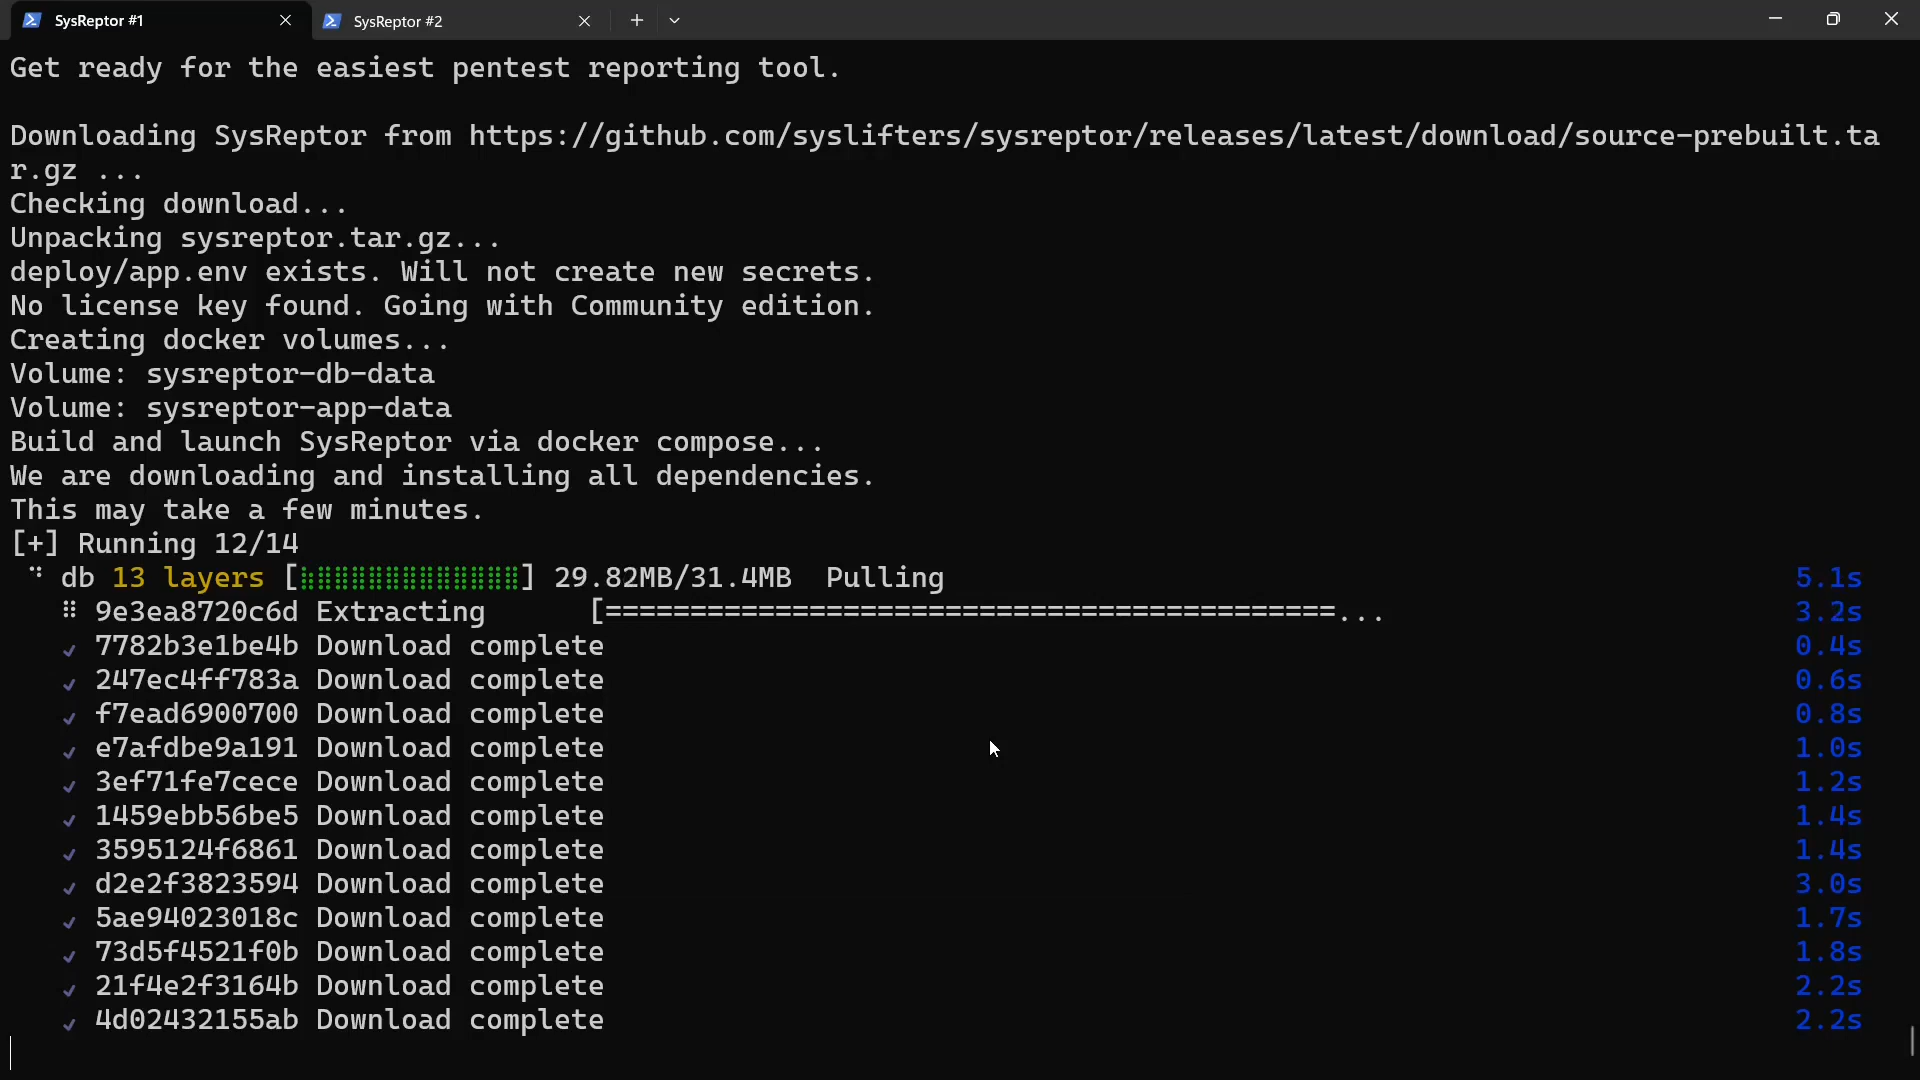 SysReptor #1
SysReptor #2
Get ready for the easiest pentest reporting tool.
Downloading SysReptor from https://github.com/syslifters/sysreptor/releases/latest/download/source-prebuilt.ta
r.gz ...
Checking download...
Unpacking sysreptor.tar.gz...
deploy/app.env exists. Will not create new secrets.
No license key found. Going with Community edition.
Creating docker volumes...
Volume: sysreptor-db-data
Volume: sysreptor-app-data
Build and launch SysReptor via docker compose...
We are downloading and installing all dependencies.
This may take a few minutes.
[+] Running 12/14
⠙ db 13 layers [⣦⣿⣿⣿⣿⣿⣿⣿⣿⣿⣿⣿⣿] 29.82MB/31.4MB Pulling 5.1s
⠿ 9e3ea8720c6d Extracting [===========================================... 3.2s
✓ 7782b3e1be4b Download complete 0.4s
✓ 247ec4ff783a Download complete 0.6s
✓ f7ead6900700 Download complete 0.8s
✓ e7afdbe9a191 Download complete 1.0s
✓ 3ef71fe7cece Download complete 1.2s
✓ 1459ebb56be5 Download complete 1.4s
✓ 3595124f6861 Download complete 1.4s
✓ d2e2f3823594 Download complete 3.0s
✓ 5ae94023018c Download complete 1.7s
✓ 73d5f4521f0b Download complete 1.8s
✓ 21f4e2f3164b Download complete 2.2s
✓ 4d02432155ab Download complete 2.2s